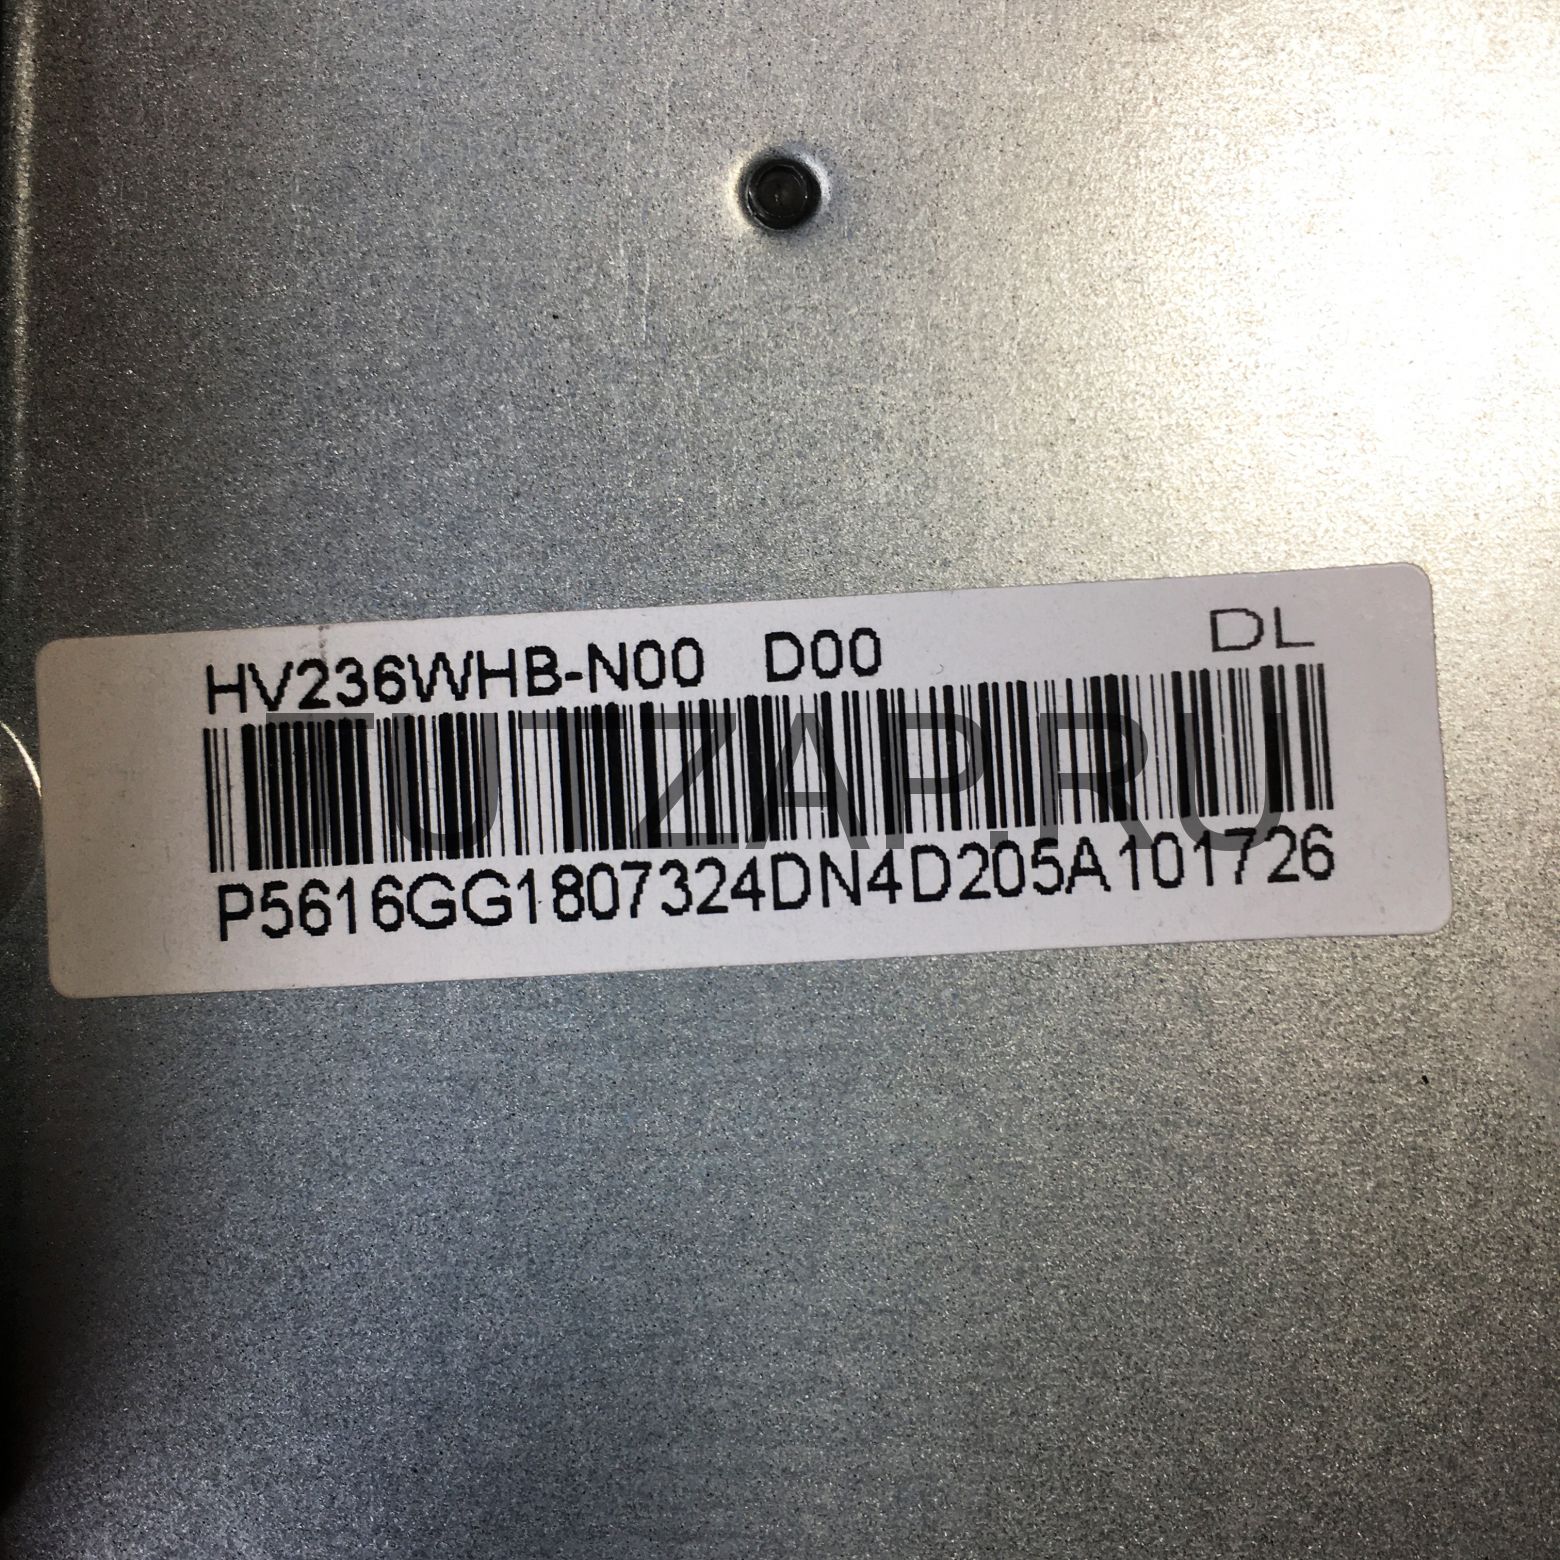 HV236WHB-N00 D00 DL
TUTZAP.RU
P5616GG1807324DN4D205A101726